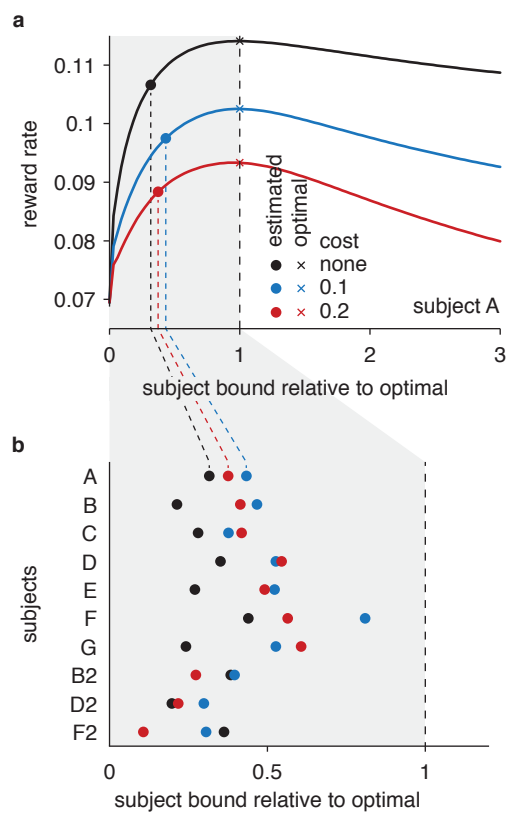 a
0.11
0.1
0.09
0.08
0.07
reward rate
estimated
optimal
cost
none
0.1
0.2
subject A
0 1 2 3
subject bound relative to optimal
b
A
B
C
D
E
F
G
B2
D2
F2
subjects
0 0.5 1
subject bound relative to optimal